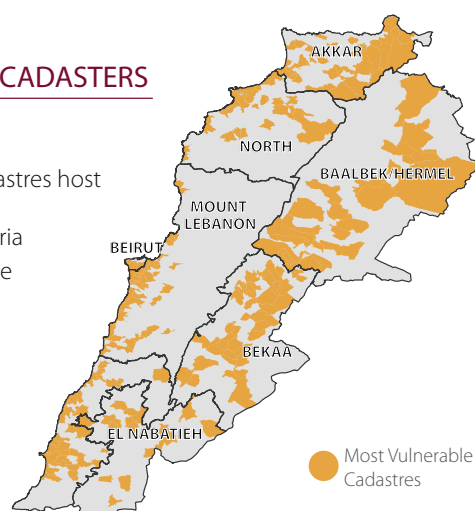 CADASTERS
astres host
ria
e
AKKAR
NORTH
BAALBEK/HERMEL
MOUNT
LEBANON
BEIRUT
BEKAA
EL NABATIEH
Most Vulnerable
Cadastres